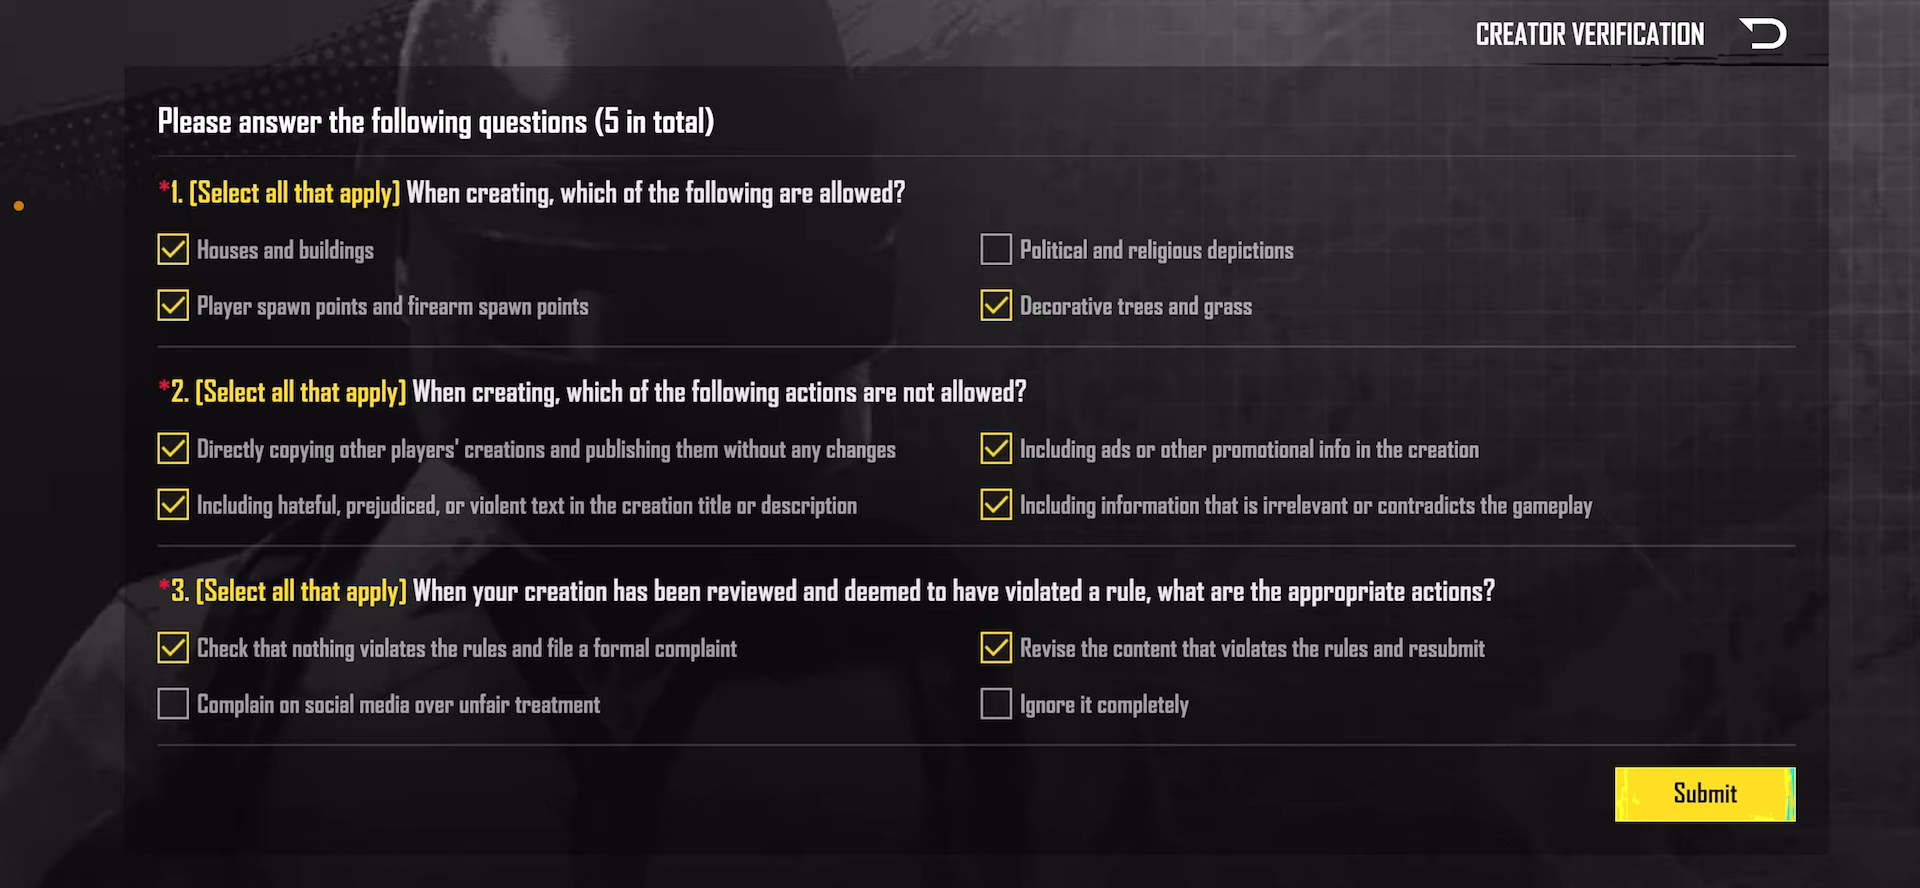 CREATOR VERIFICATION
Please answer the following questions (5 in total)
*1. [Select all that apply] When creating, which of the following are allowed?
Houses and buildings
Political and religious depictions
Player spawn points and firearm spawn points
Decorative trees and grass
*2. [Select all that apply] When creating, which of the following actions are not allowed?
Directly copying other players' creations and publishing them without any changes
Including ads or other promotional info in the creation
Including hateful, prejudiced, or violent text in the creation title or description
Including information that is irrelevant or contradicts the gameplay
*3. [Select all that apply] When your creation has been reviewed and deemed to have violated a rule, what are the appropriate actions?
Check that nothing violates the rules and file a formal complaint
Revise the content that violates the rules and resubmit
Complain on social media over unfair treatment
Ignore it completely
Submit